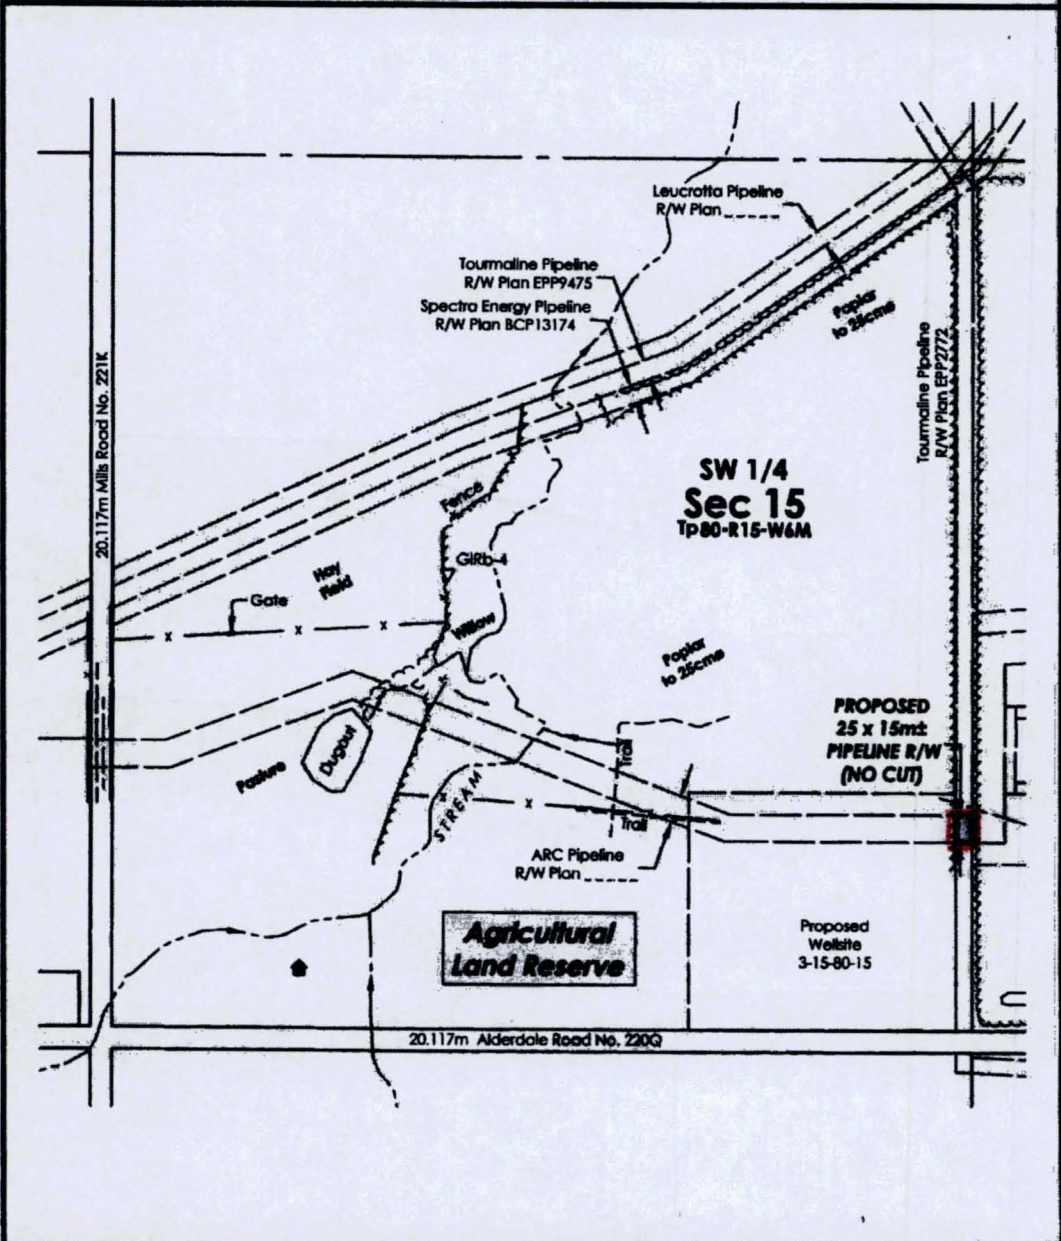 Leucrotta Pipeline
R/W Plan
Tourmaline Pipeline
R/W Plan EPP9475
Spectra Energy Pipeline
R/W Plan BCP13174
Poplar
to 25cmø
Tourmaline Pipeline
R/W Plan EPP2772
20.117m Mills Road No. 221K
SW 1/4
Sec 15
Tp80-R15-W6M
Fence
GlRb-4
Hay
Field
Gate
x x x
Willow
Poplar
to 25cmø
PROPOSED
25 x 15m±
PIPELINE R/W
(NO CUT)
Dugout
Pasture
Trail
STREAM
x
Trail
ARC Pipeline
R/W Plan
Agricultural
Land Reserve
Proposed
Wellsite
3-15-80-15
20.117m Alderdale Road No. 220Q